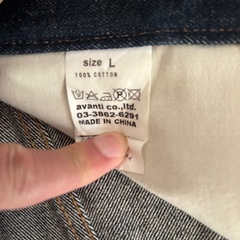 size L
100% COTTON
avanti co.,ltd.
03-3862-6291
MADE IN CHINA